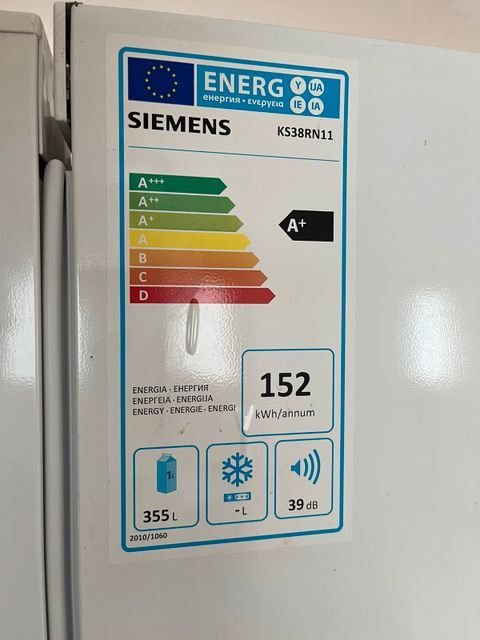 ENERG Y IJA
енергия · ενεργεια IE IA
SIEMENS KS38RN11
A+++
A++
A+ A+
A
B
C
D
ENERGIA · ЕНЕРГИЯ
ΕΝΕΡΓΕΙΑ · ENERGIJA
ENERGY · ENERGIE · ENERGI
152
kWh/annum
1L
355 L
- L
39 dB
2010/1060